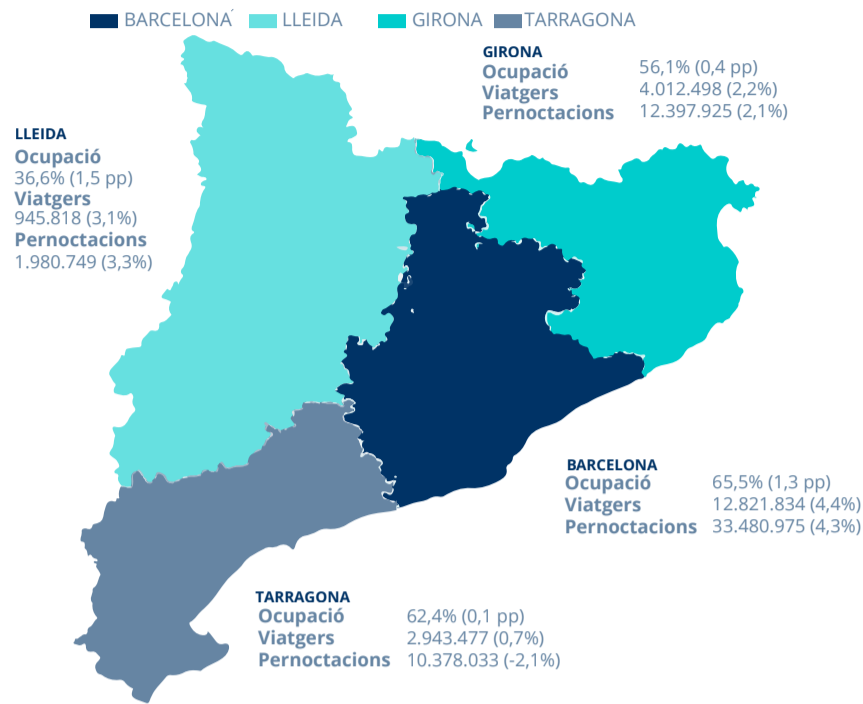 BARCELONA´ LLEIDA GIRONA TARRAGONA
GIRONA
Ocupació 56,1% (0,4 pp)
Viatgers 4.012.498 (2,2%)
Pernoctacions 12.397.925 (2,1%)
LLEIDA
Ocupació
36,6% (1,5 pp)
Viatgers
945.818 (3,1%)
Pernoctacions
1.980.749 (3,3%)
BARCELONA
Ocupació 65,5% (1,3 pp)
Viatgers 12.821.834 (4,4%)
Pernoctacions 33.480.975 (4,3%)
TARRAGONA
Ocupació 62,4% (0,1 pp)
Viatgers 2.943.477 (0,7%)
Pernoctacions 10.378.033 (-2,1%)